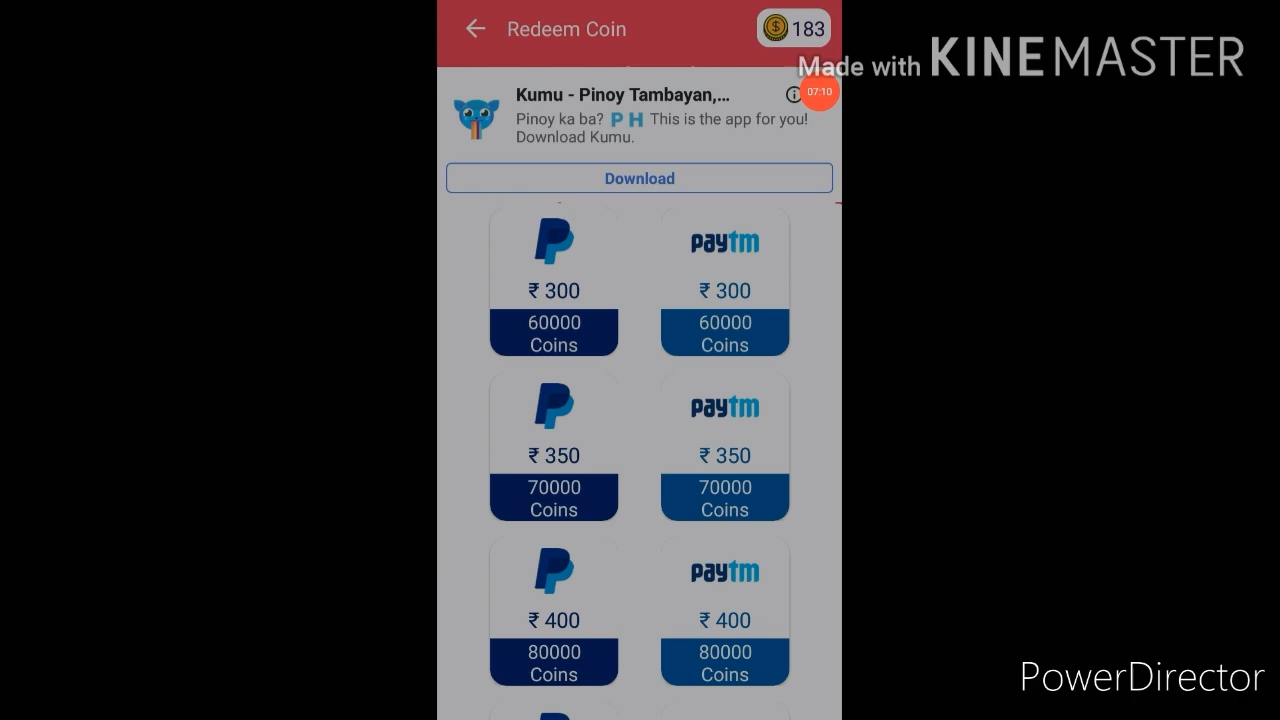 Redeem Coin
183
Made with KINEMASTER
Kumu - Pinoy Tambayan,...
07:10
Pinoy ka ba? P H This is the app for you!
Download Kumu.
Download
paytm
₹ 300
₹ 300
60000
Coins
60000
Coins
paytm
₹ 350
₹ 350
70000
Coins
70000
Coins
paytm
₹ 400
₹ 400
80000
Coins
80000
Coins
PowerDirector